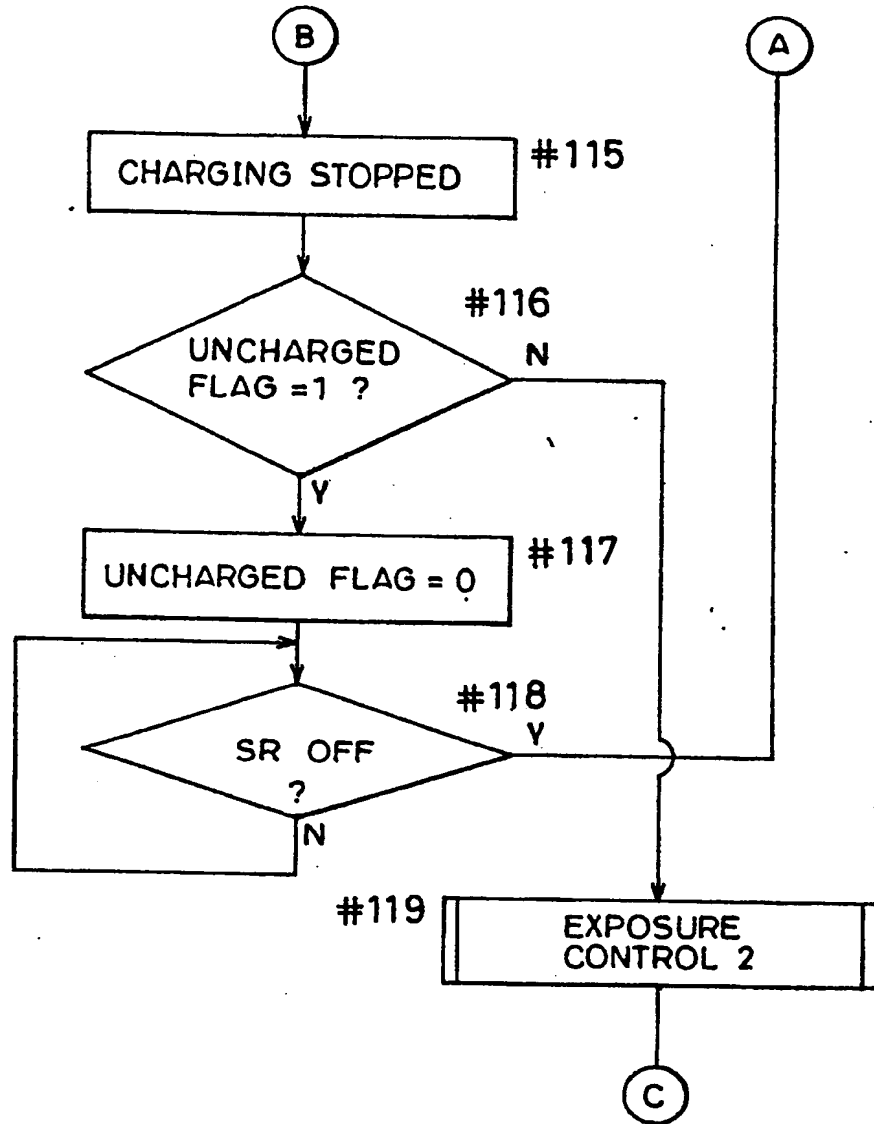 B
A
CHARGING STOPPED
#115
#116
UNCHARGED
FLAG =1 ?
N
Y
UNCHARGED FLAG = 0
#117
#118
SR OFF
?
Y
N
#119
EXPOSURE
CONTROL 2
C